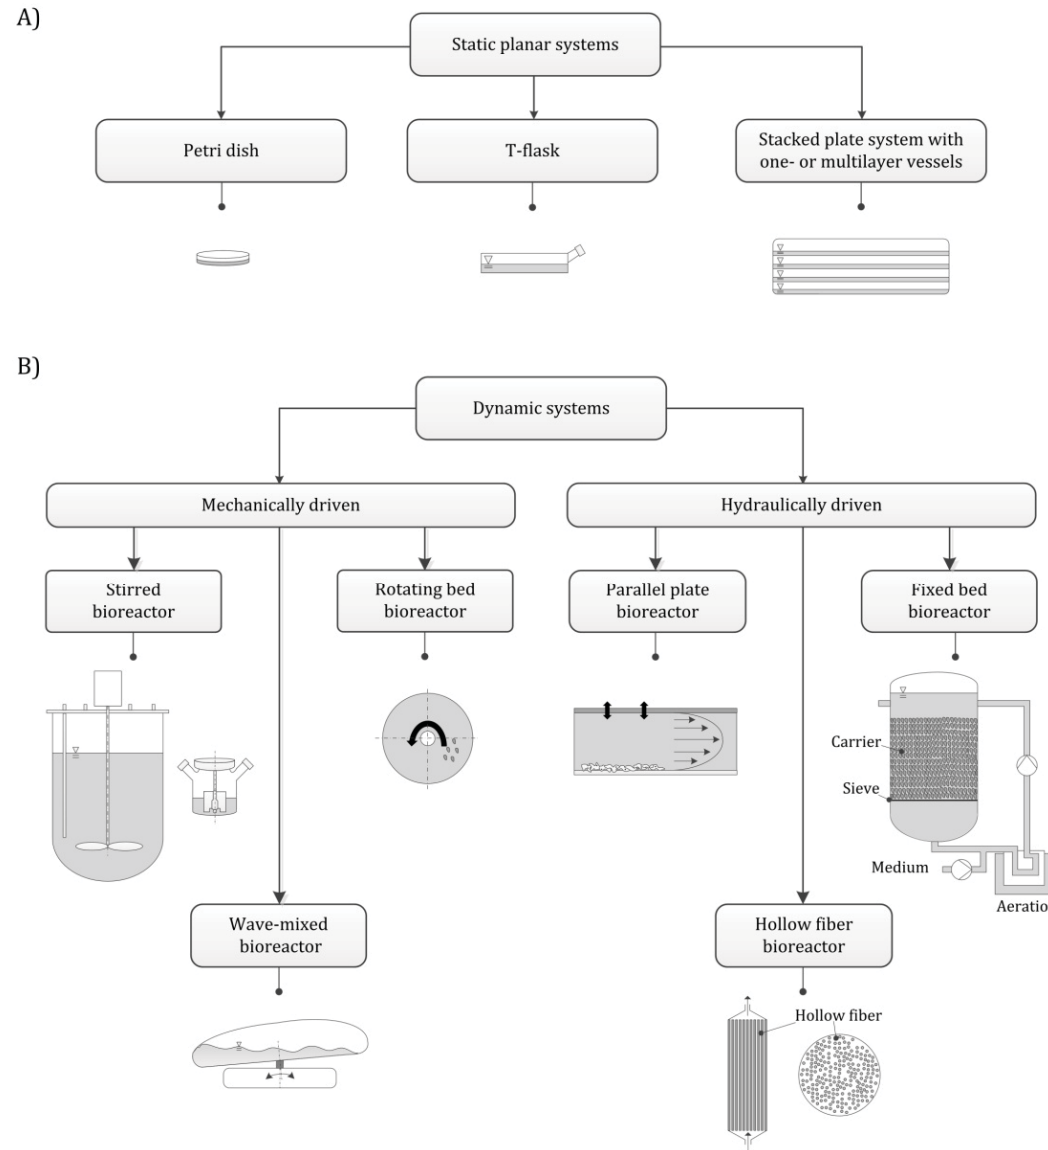 A)
Static planar systems
Petri dish
T-flask
Stacked plate system with
one- or multilayer vessels
B)
Dynamic systems
Mechanically driven
Hydraulically driven
Stirred
bioreactor
Rotating bed
bioreactor
Parallel plate
bioreactor
Fixed bed
bioreactor
Carrier
Sieve
Medium
Aeratio
Wave-mixed
bioreactor
Hollow fiber
bioreactor
Hollow fiber